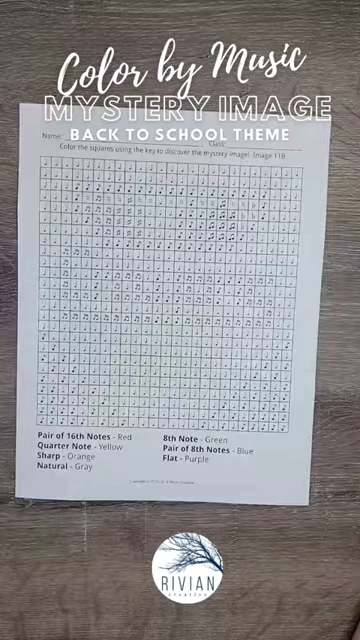 Color by Music
MYSTERY IMAGE
BACK TO SCHOOL THEME
Name: Class:
Color the squares using the key to discover the mystery image! Image 11B
Pair of 16th Notes - Red
Quarter Note - Yellow
Sharp - Orange
Natural - Gray
8th Note - Green
Pair of 8th Notes - Blue
Flat - Purple
RIVIAN
creative